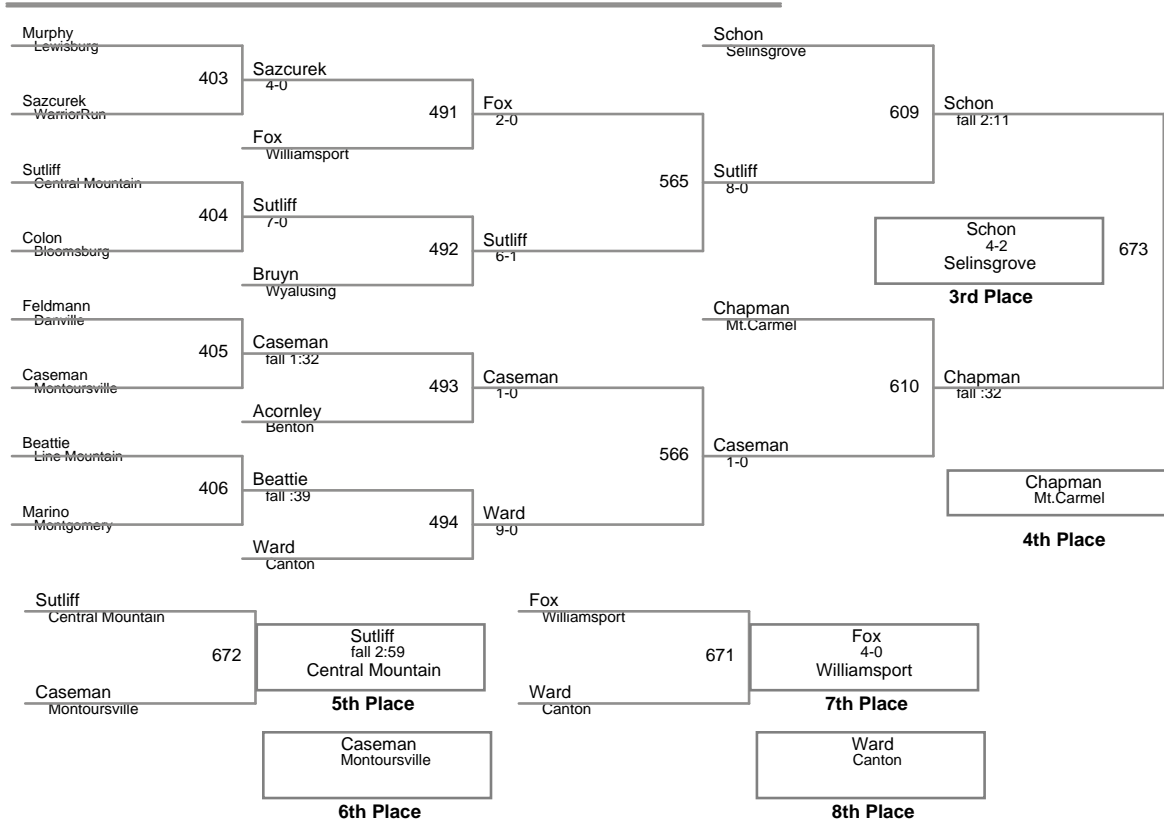 Murphy
Lewisburg
403
Sazcurek
WarriorRun
Sutliff
Central Mountain
404
Colon
Bloomsburg
Feldmann
Danville
405
Caseman
Montoursville
Beattie
Line Mountain
406
Marino
Montgomery
Sazcurek
4-0
491
Fox
Williamsport
Sutliff
7-0
492
Bruyn
Wyalusing
Caseman
fall 1:32
493
Acornley
Benton
Beattie
fall :39
494
Ward
Canton
Fox
2-0
565
Sutliff
6-1
Caseman
1-0
566
Ward
9-0
Schon
Selinsgrove
609
Sutliff
8-0
Chapman
Mt.Carmel
610
Caseman
1-0
Schon
fall 2:11
673
Chapman
fall :32
Schon
4-2
Selinsgrove
3rd Place
Chapman
Mt.Carmel
4th Place
Sutliff
Central Mountain
672
Caseman
Montoursville
Sutliff
fall 2:59
Central Mountain
5th Place
Caseman
Montoursville
6th Place
Fox
Williamsport
671
Ward
Canton
Fox
4-0
Williamsport
7th Place
Ward
Canton
8th Place